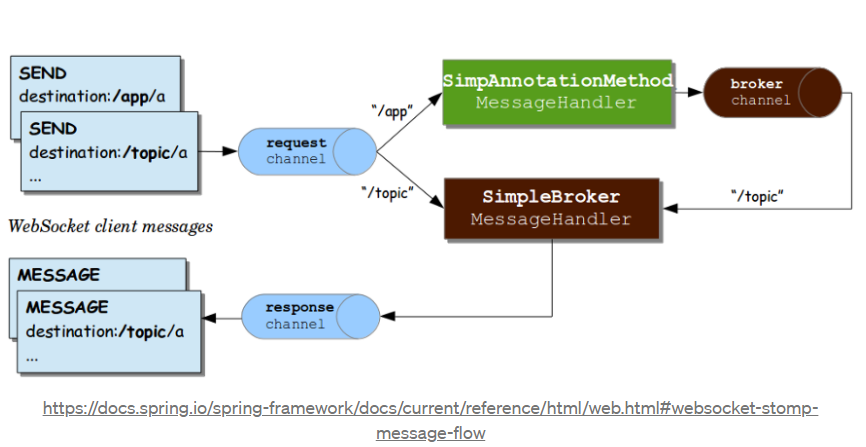 SEND
destination:/app/a
SEND
destination:/topic/a
...
WebSocket client messages
request
channel
"/app"
"/topic"
SimpAnnotationMethod
MessageHandler
broker
channel
SimpleBroker
MessageHandler
"/topic"
MESSAGE
MESSAGE
destination:/topic/a
...
response
channel
https://docs.spring.io/spring-framework/docs/current/reference/html/web.html#websocket-stomp-
message-flow